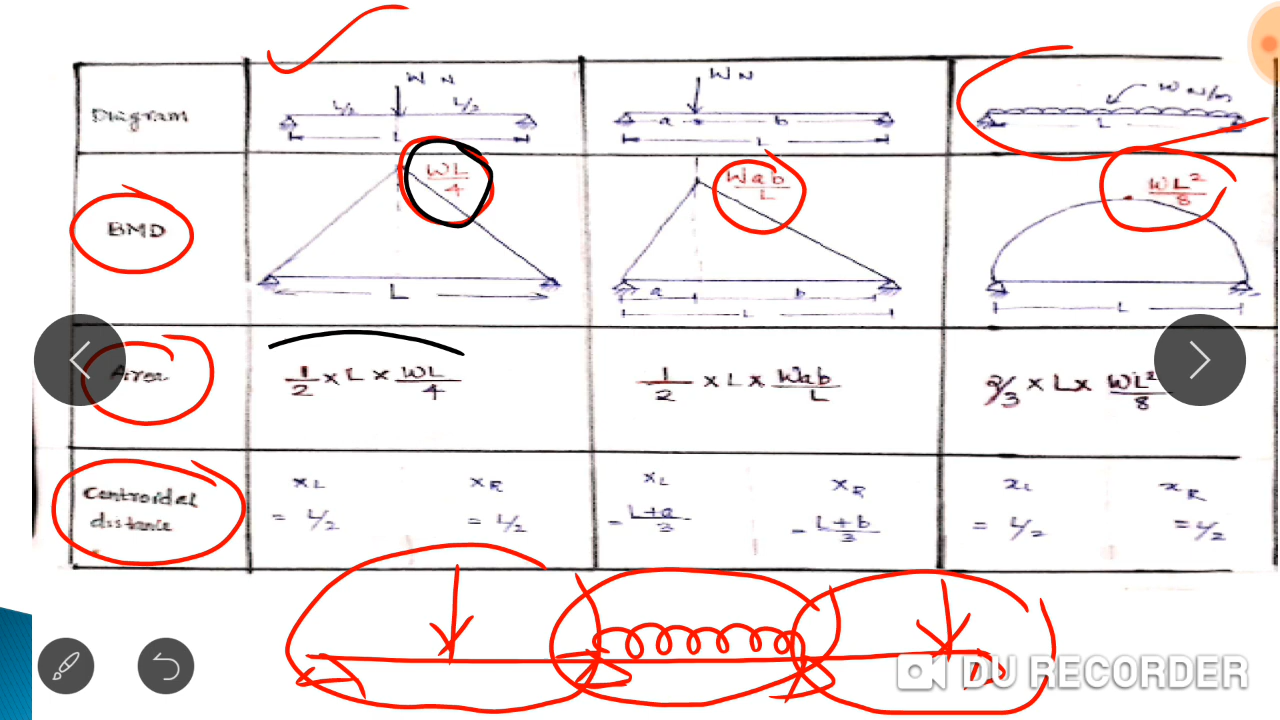 Diagram
W N
L/2 L/2
L
W N
a b
L
W N/m
L
BMD
WL/4
L
Wab/L
a b
L
WL²/8
L
Area
1/2 × L × WL/4
1/2 × L × Wab/L
2/3 × L × WL²/8
Centroidal
distance
xL xR
= L/2 = L/2
xL xR
= L+a/3 = L+b/3
xL xR
= L/2 = L/2
DU RECORDER